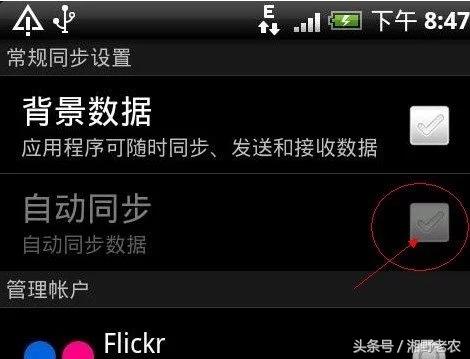 E
下午 8:47
常规同步设置
背景数据
应用程序可随时同步、发送和接收数据
自动同步
自动同步数据
管理帐户
Flickr
头条号 / 湘野老农